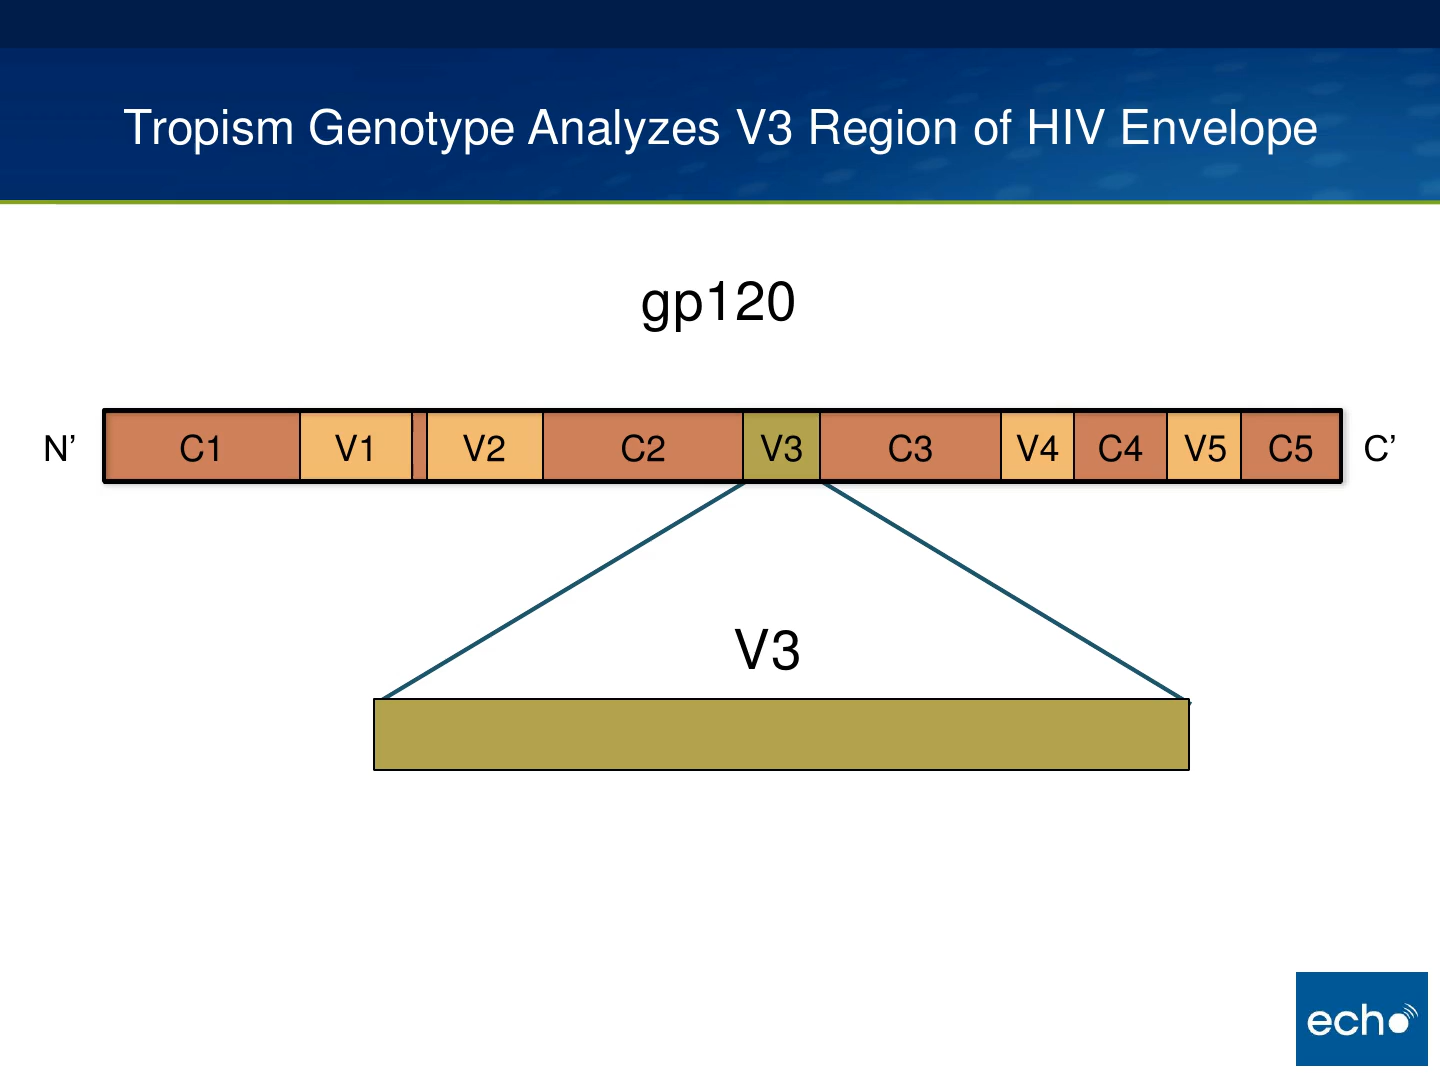 Tropism Genotype Analyzes V3 Region of HIV Envelope
gp120
N’ C1 V1 V2 C2 V3 C3 V4 C4 V5 C5 C’
V3
echo